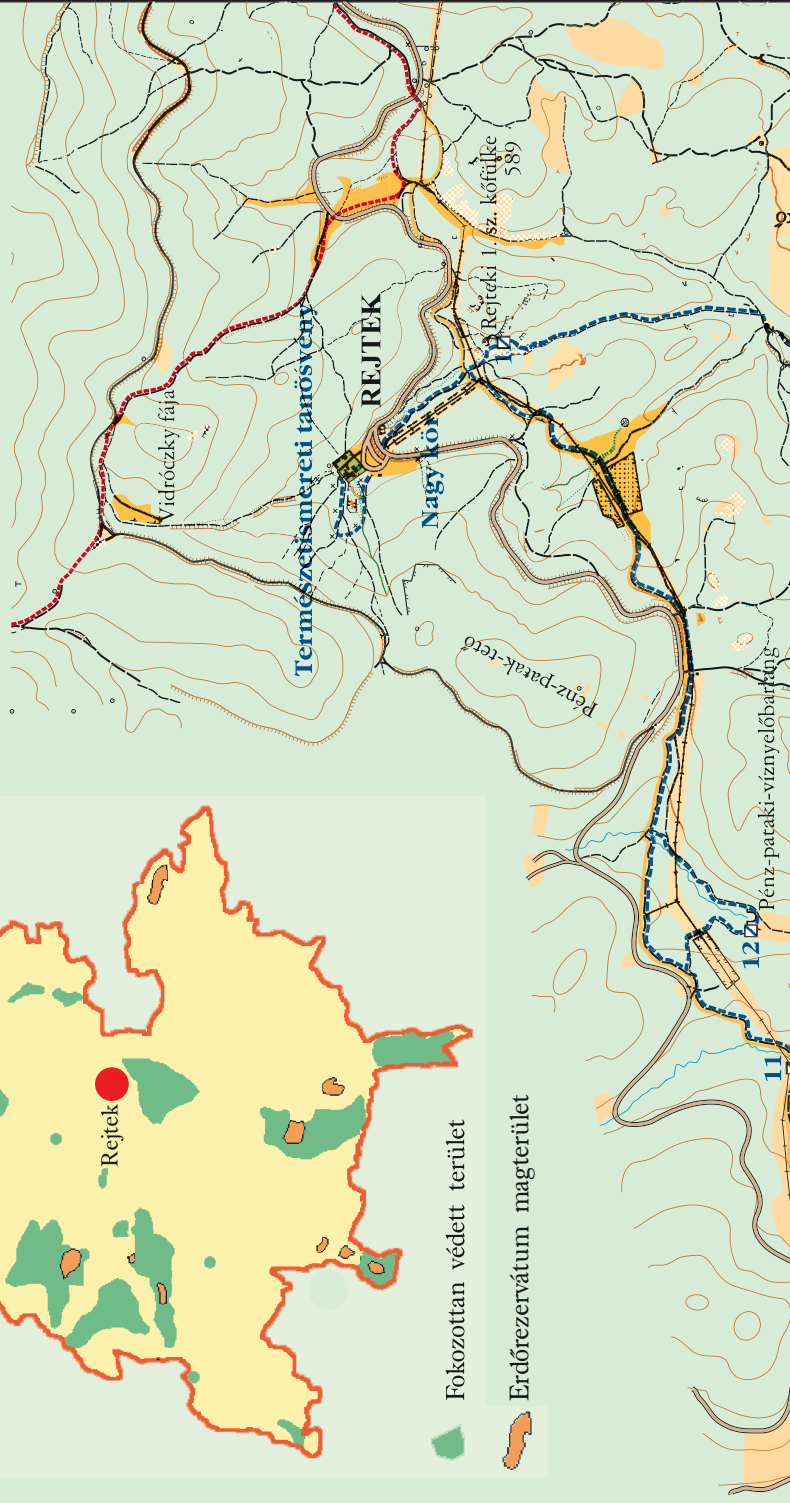 Vidróczky fája
Természetismereti tanösvény
REJTEK
Nagy kör
Rejteki 1. sz. kőfülke
589
1
Pénz-patak-tető
Pénz-pataki-víznyelőbarlang
12
11
Rejtek
Fokozottan védett terület
Erdőrezervátum magterület